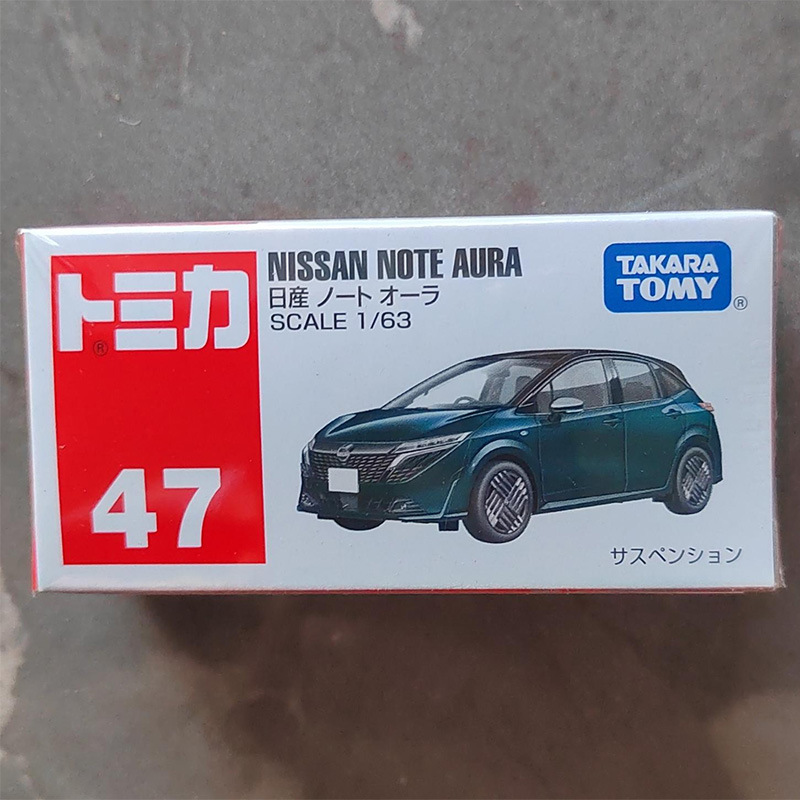 トミカ®
47
NISSAN NOTE AURA
日産 ノート オーラ
SCALE 1/63
TAKARA
TOMY®
サスペンション